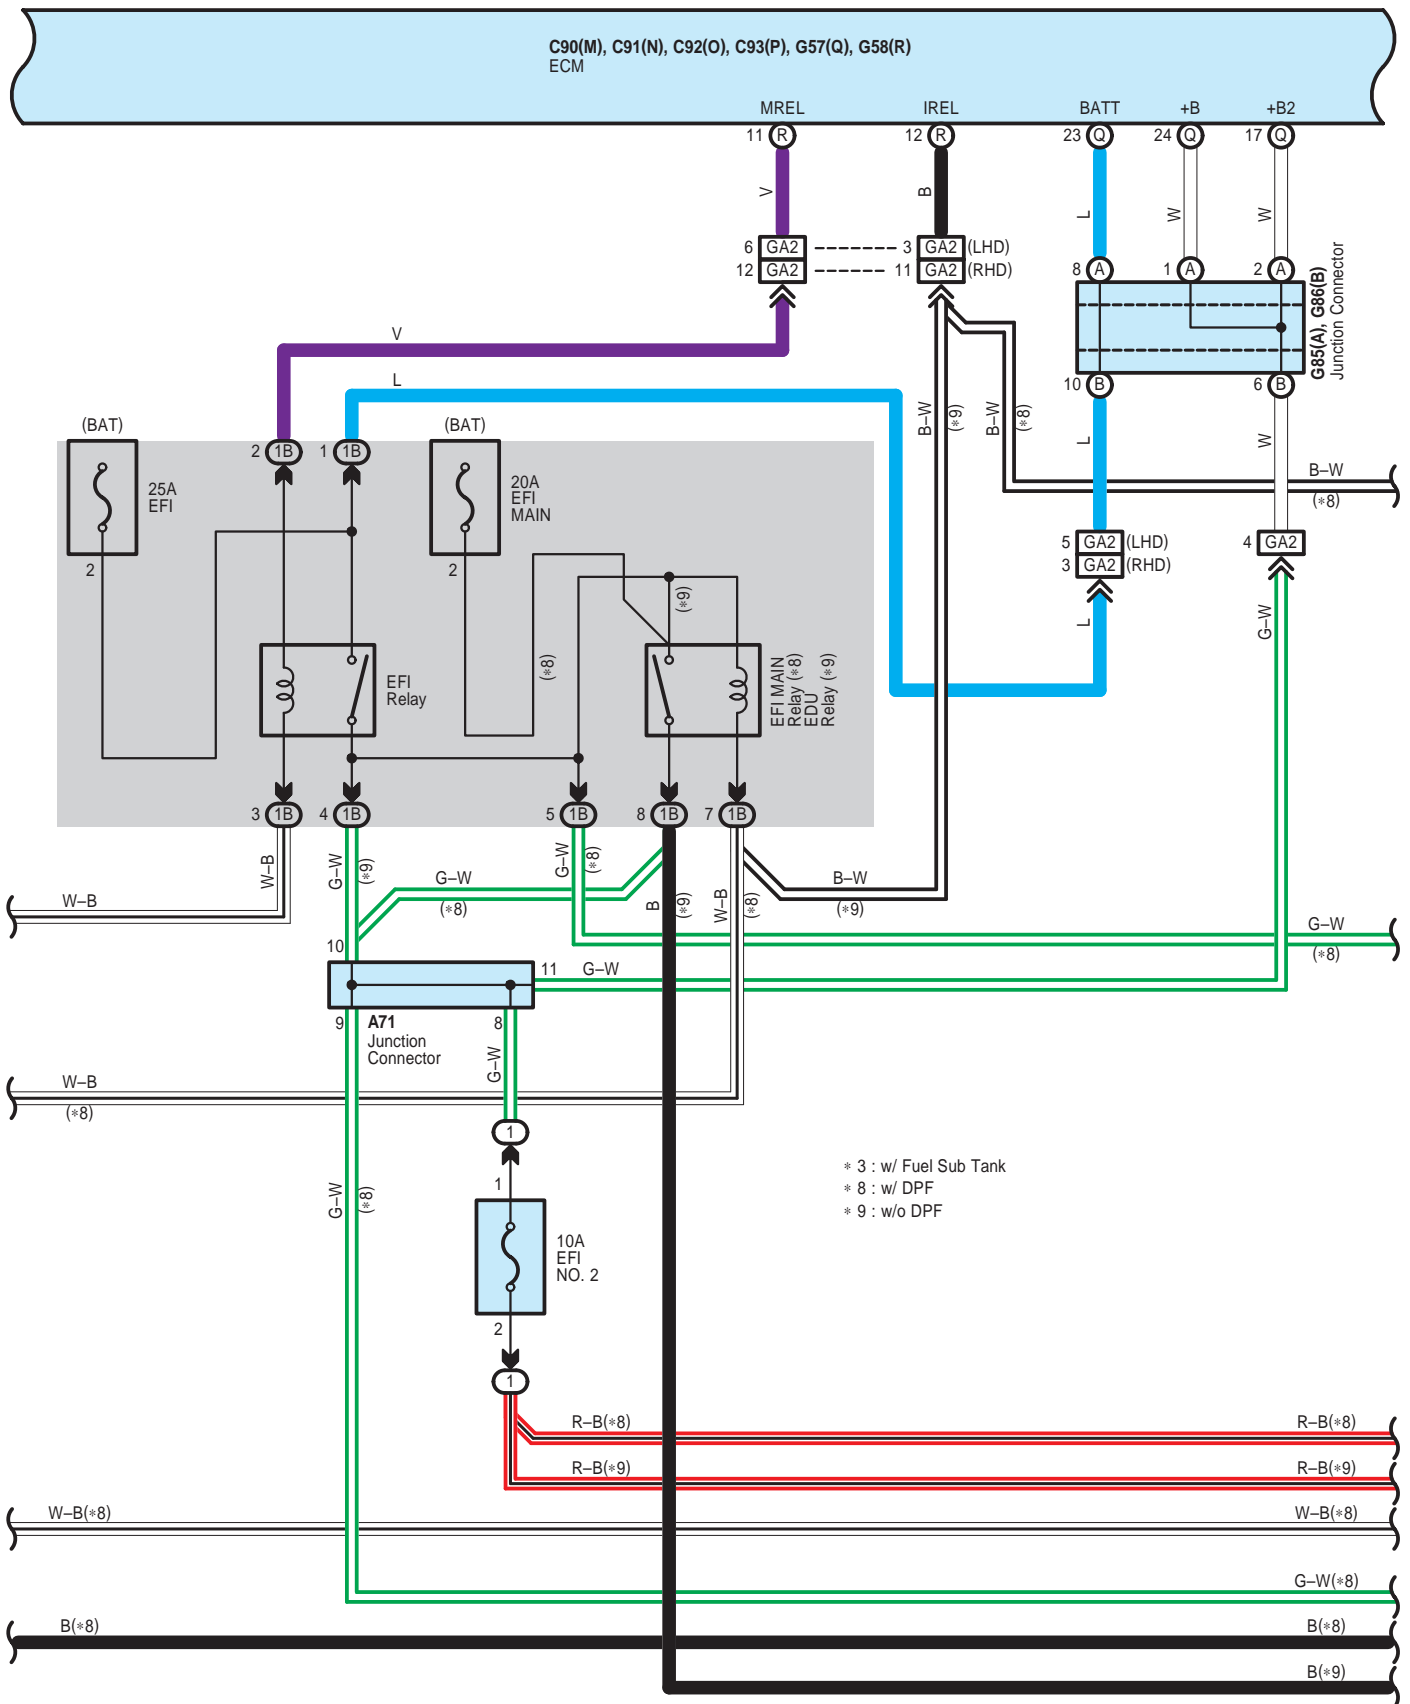 C90(M), C91(N), C92(O), C93(P), G57(Q), G58(R)
ECM
MREL IREL BATT +B +B2
11 R 12 R 23 Q 24 Q 17 Q
V B L W W
6 GA2 3 GA2 (LHD)
12 GA2 11 GA2 (RHD)
8 A 1 A 2 A
G85(A), G86(B)
Junction Connector
10 B 6 B
V
L
B–W (∗9) B–W (∗8) L W
(BAT) (BAT)
2 1B 1 1B
25A
EFI
20A
EFI
MAIN
B–W
(∗8)
2 2
5 GA2 (LHD)
3 GA2 (RHD)
4 GA2
(∗9)
L G–W
(∗8)
EFI
Relay
EFI MAIN
Relay (∗8)
EDU
Relay (∗9)
3 1B 4 1B 5 1B 8 1B 7 1B
W–B G–W (∗9) G–W (∗8)
G–W
(∗8)
B (∗9) W–B (∗8)
B–W
(∗9)
W–B
G–W
(∗8)
10
11 G–W
9 8
A71
Junction
Connector
G–W
W–B
(∗8)
1
∗ 3 : w/ Fuel Sub Tank
∗ 8 : w/ DPF
∗ 9 : w/o DPF
1
G–W (∗8)
10A
EFI
NO. 2
2
1
R–B(∗8) R–B(∗8)
R–B(∗9) R–B(∗9)
W–B(∗8) W–B(∗8)
G–W(∗8)
B(∗8) B(∗8)
B(∗9)